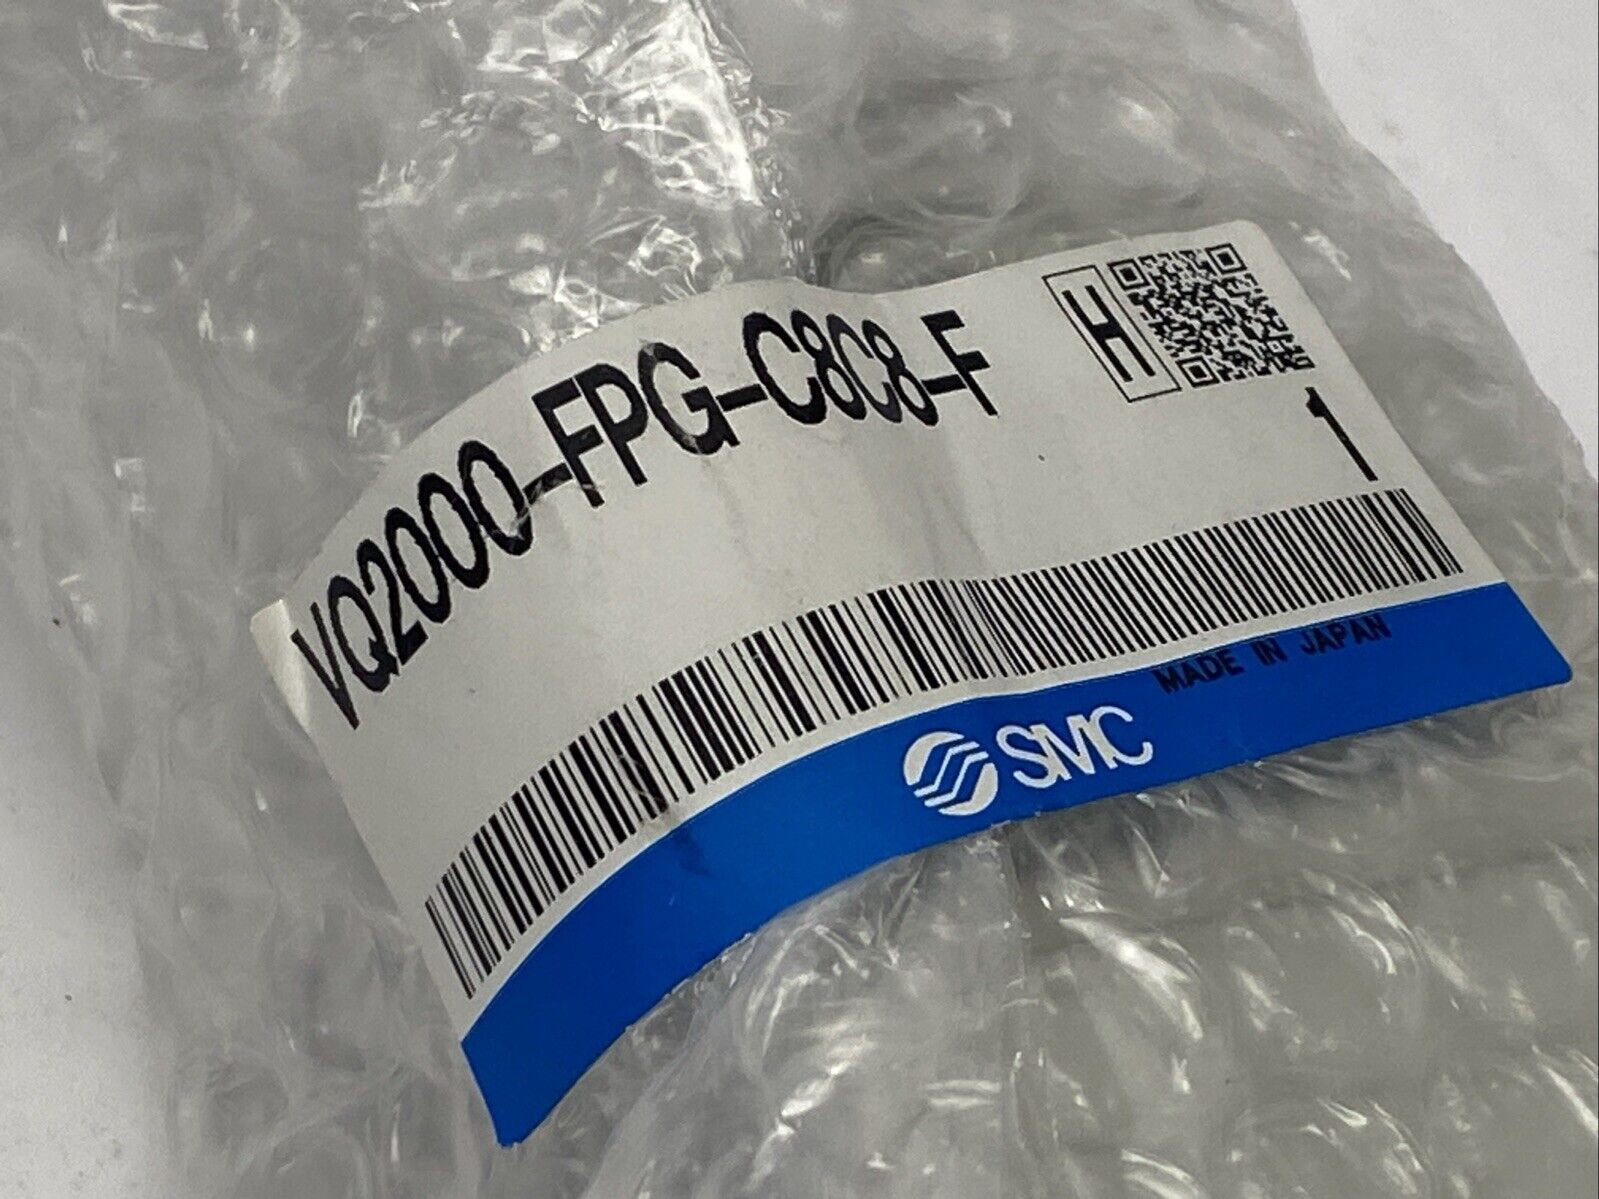 VQ2000-FPG-C8C8-F
H
1
MADE IN JAPAN
SMC